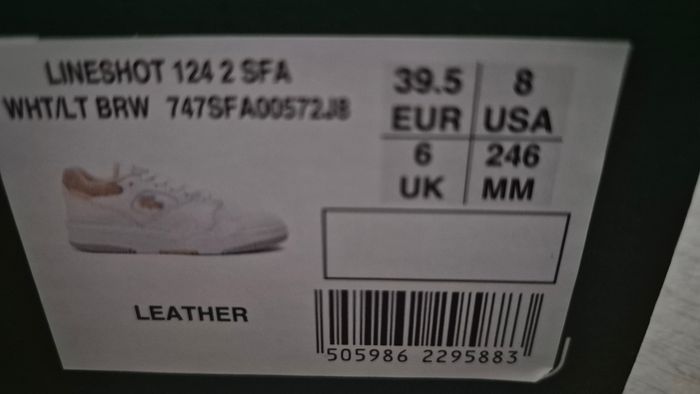 LINESHOT 124 2 SFA
WHT/LT BRW 747SFA00572J8
39.5 8
EUR USA
6 246
UK MM
LEATHER
505986 2295883